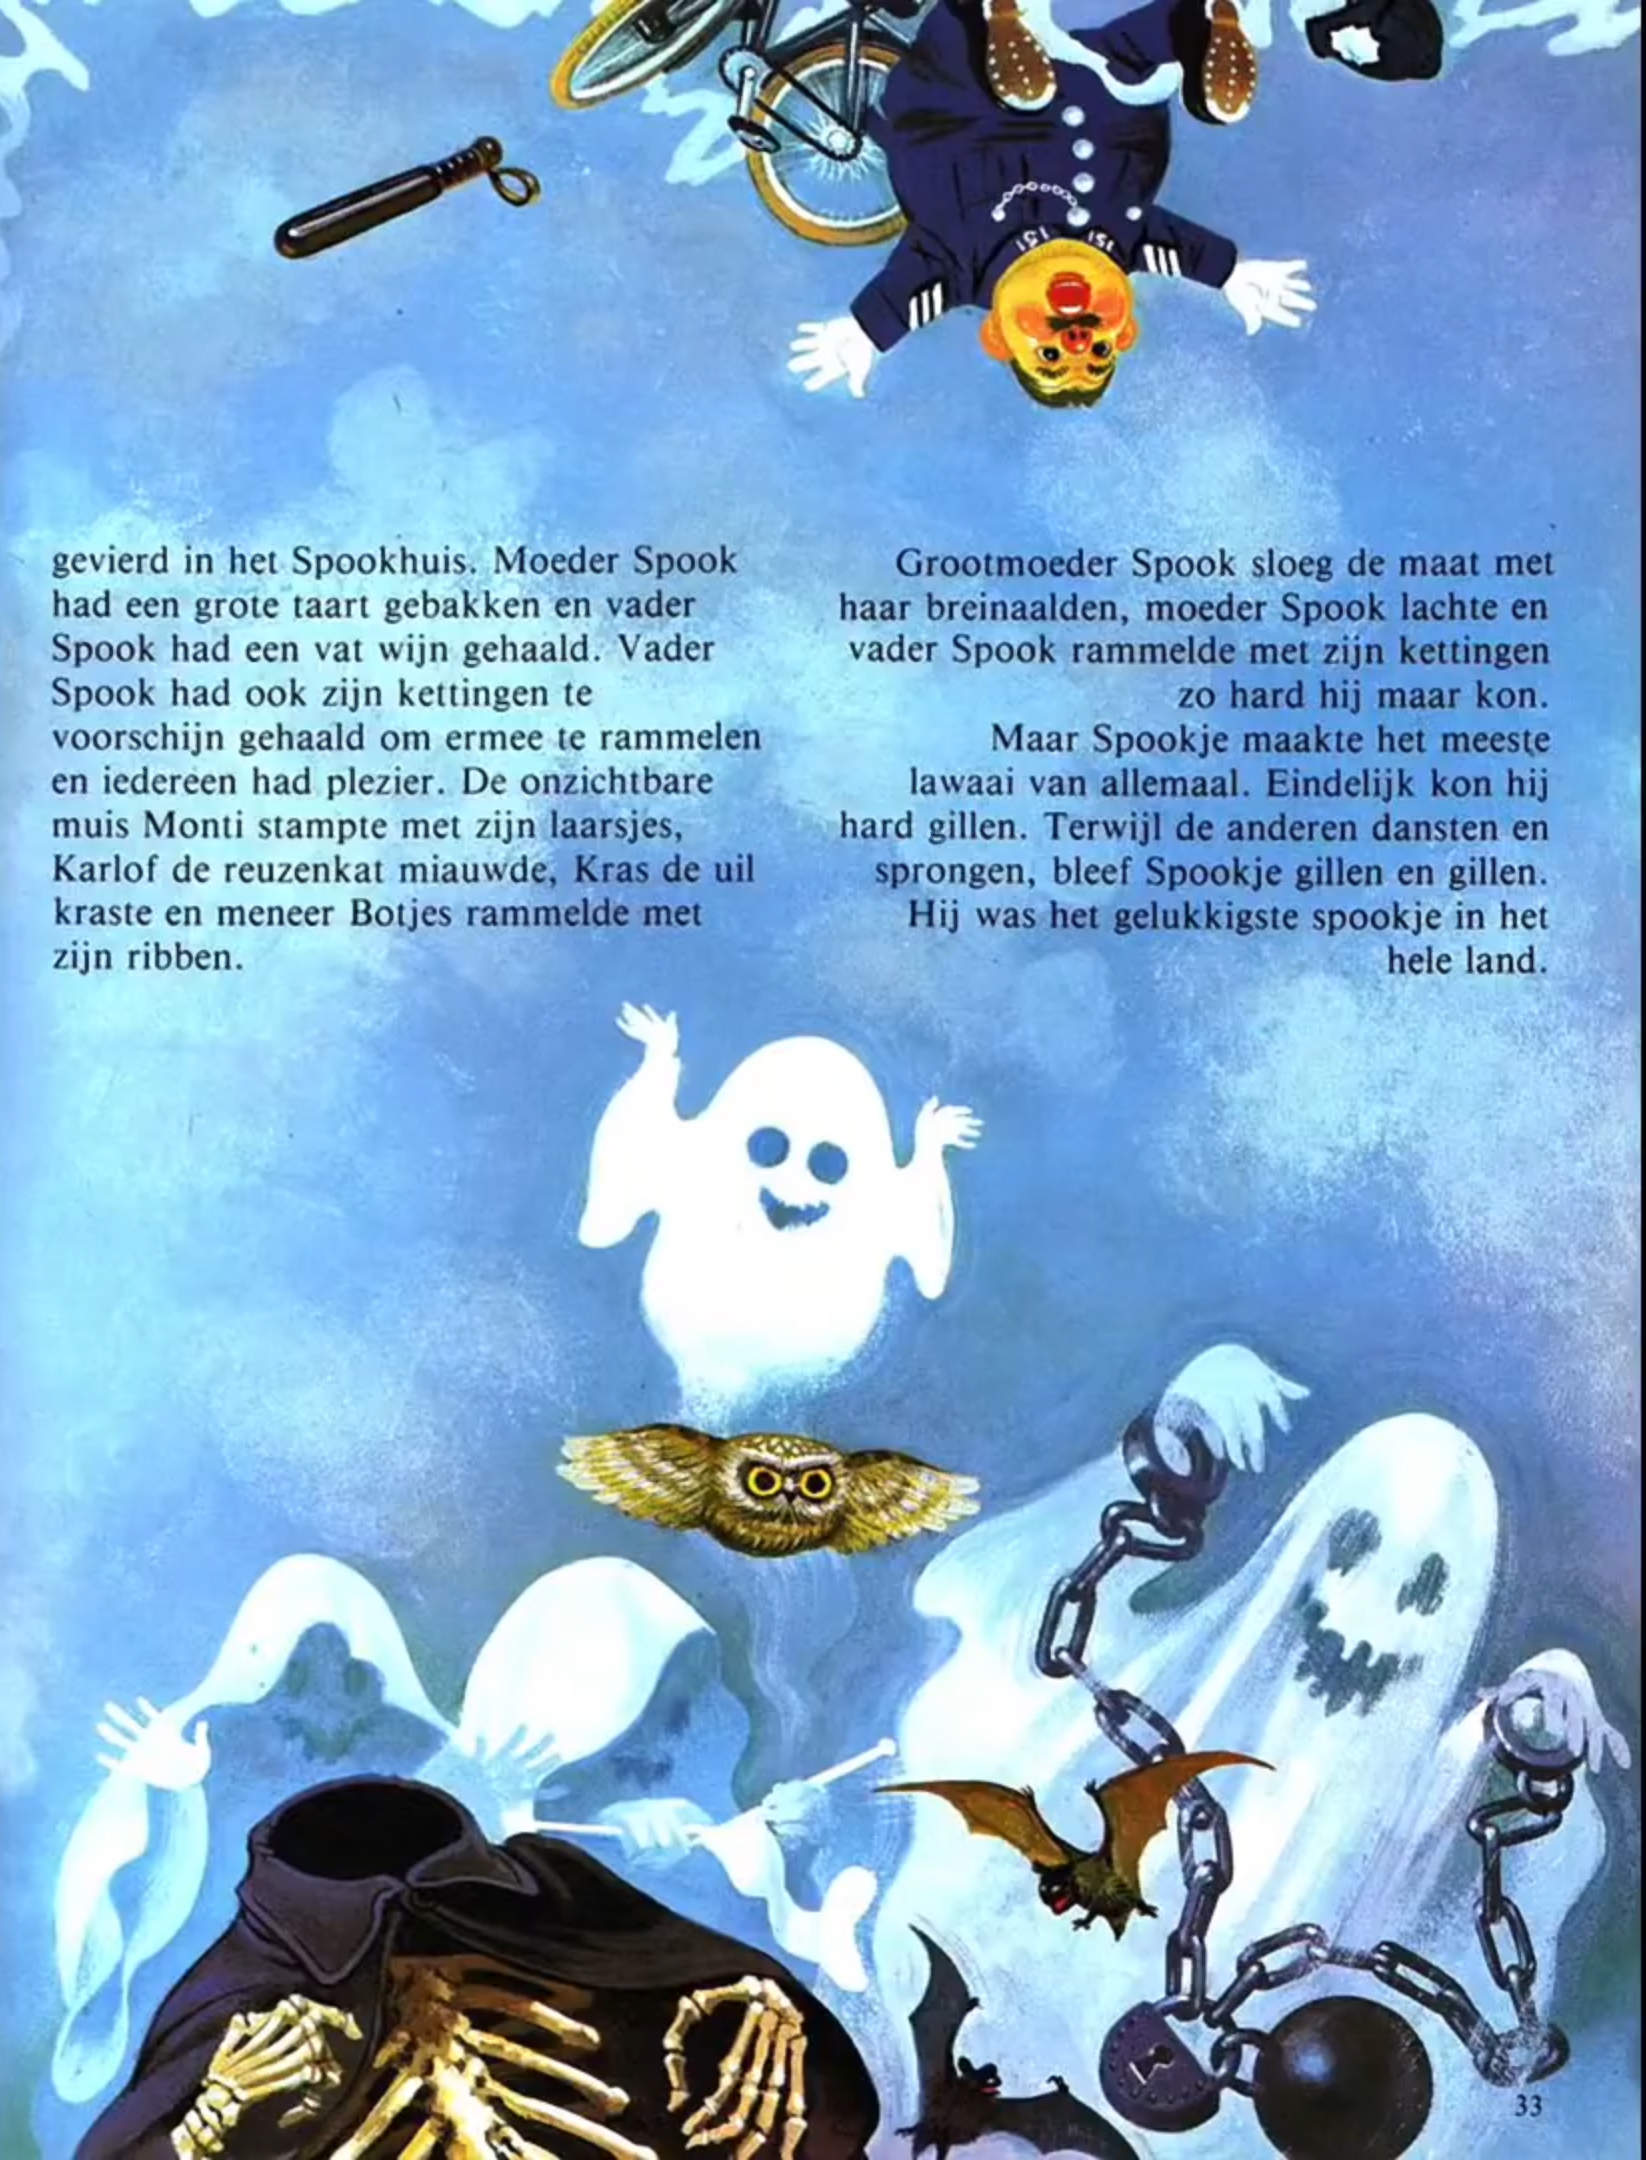 151 151
gevierd in het Spookhuis. Moeder Spook
had een grote taart gebakken en vader
Spook had een vat wijn gehaald. Vader
Spook had ook zijn kettingen te
voorschijn gehaald om ermee te rammelen
en iedereen had plezier. De onzichtbare
muis Monti stampte met zijn laarsjes,
Karlof de reuzenkat miauwde, Kras de uil
kraste en meneer Botjes rammelde met
zijn ribben.
Grootmoeder Spook sloeg de maat met
haar breinaalden, moeder Spook lachte en
vader Spook rammelde met zijn kettingen
zo hard hij maar kon.
Maar Spookje maakte het meeste
lawaai van allemaal. Eindelijk kon hij
hard gillen. Terwijl de anderen dansten en
sprongen, bleef Spookje gillen en gillen.
Hij was het gelukkigste spookje in het
hele land.
33